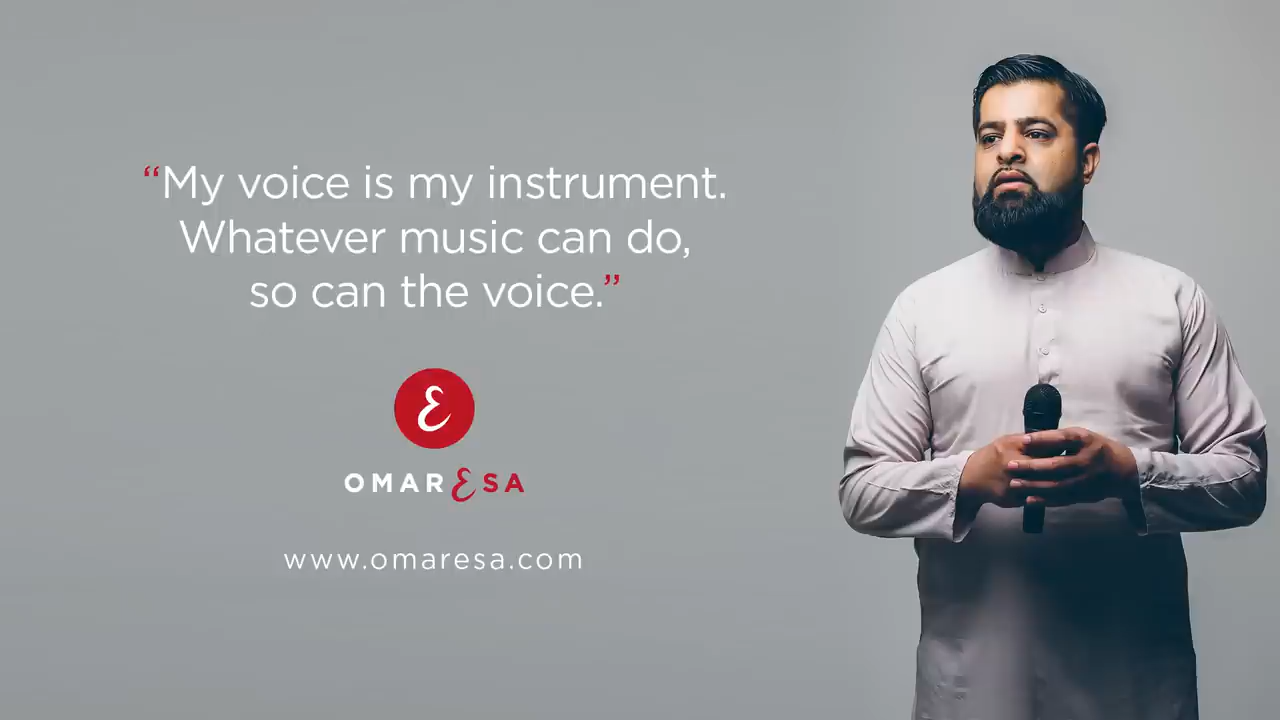 “My voice is my instrument.
Whatever music can do,
so can the voice.”
OMAR ESA
www.omaresa.com